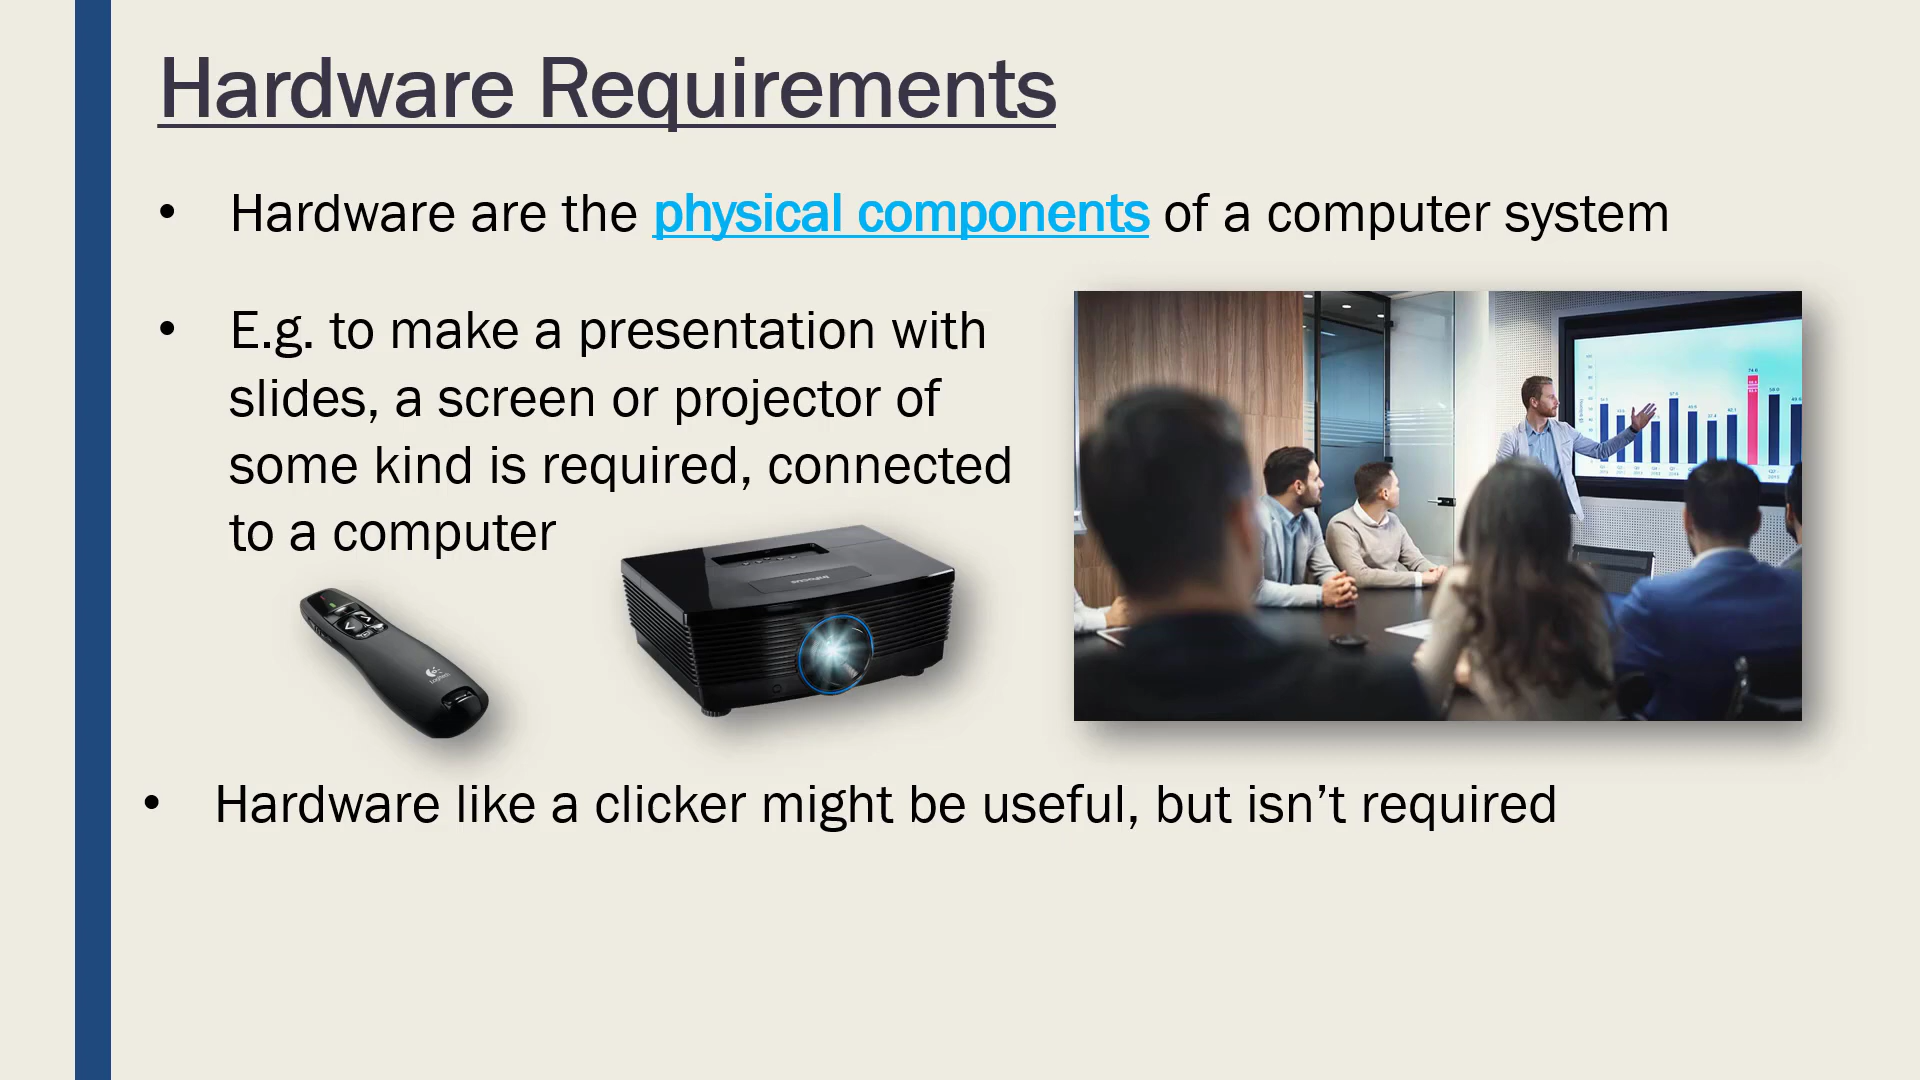 Hardware Requirements
• Hardware are the physical components of a computer system
• E.g. to make a presentation with
slides, a screen or projector of
some kind is required, connected
to a computer
• Hardware like a clicker might be useful, but isn’t required